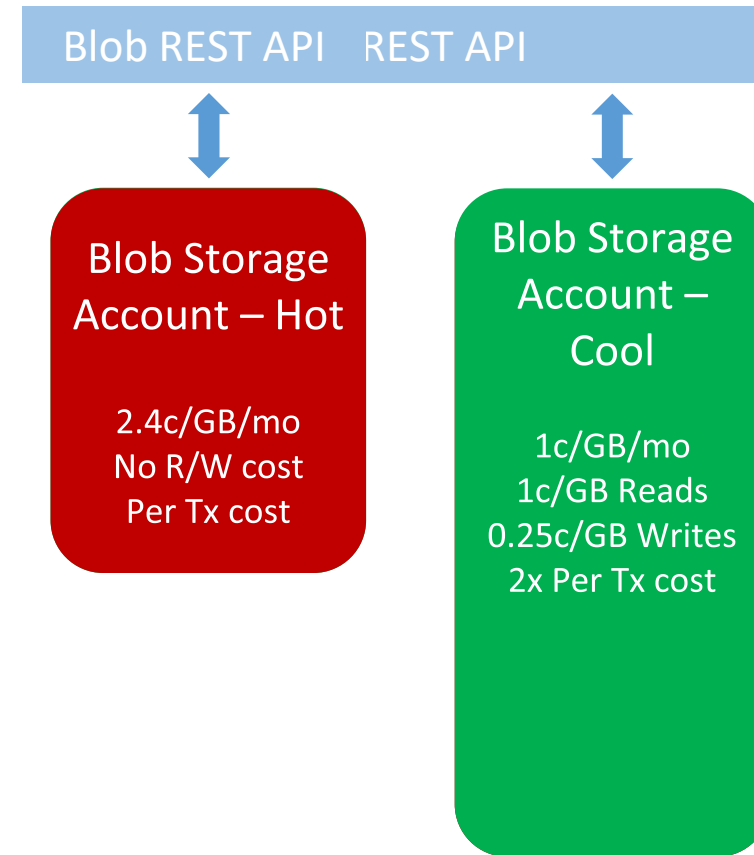 Blob REST API REST API
Blob Storage
Account – Hot
2.4c/GB/mo
No R/W cost
Per Tx cost
Blob Storage
Account –
Cool
1c/GB/mo
1c/GB Reads
0.25c/GB Writes
2x Per Tx cost